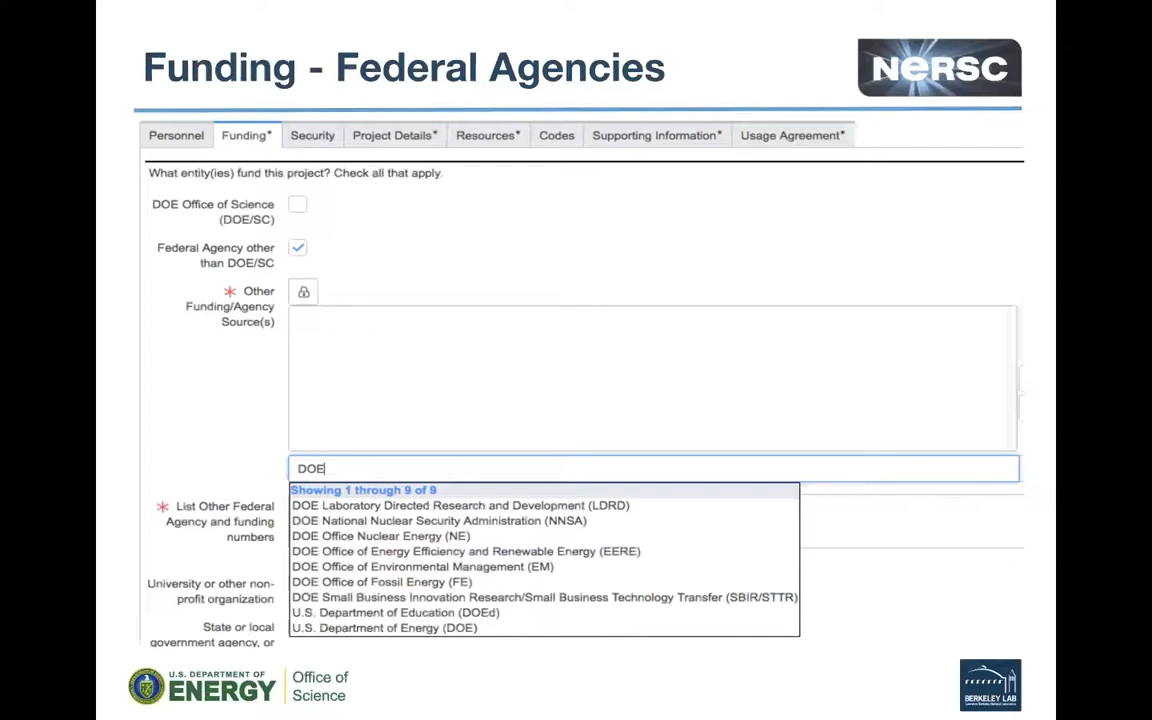 Funding - Federal Agencies
NERSC
Personnel Funding* Security Project Details* Resources* Codes Supporting Information* Usage Agreement*
What entity(ies) fund this project? Check all that apply.
DOE Office of Science
(DOE/SC)
Federal Agency other
than DOE/SC
* Other
Funding/Agency
Source(s)
DOE
Showing 1 through 9 of 9
DOE Laboratory Directed Research and Development (LDRD)
DOE National Nuclear Security Administration (NNSA)
DOE Office Nuclear Energy (NE)
DOE Office of Energy Efficiency and Renewable Energy (EERE)
DOE Office of Environmental Management (EM)
DOE Office of Fossil Energy (FE)
DOE Small Business Innovation Research/Small Business Technology Transfer (SBIR/STTR)
U.S. Department of Education (DOEd)
U.S. Department of Energy (DOE)
* List Other Federal
Agency and funding
numbers
University or other non-
profit organization
State or local
government agency, or
U.S. DEPARTMENT OF
ENERGY
Office of
Science
BERKELEY LAB